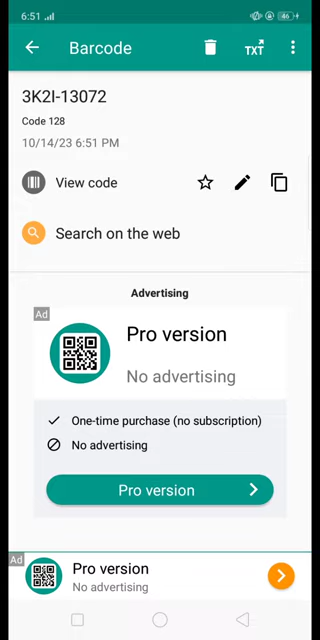 6:51
46
Barcode
TXT
3K2I-13072
Code 128
10/14/23 6:51 PM
View code
Search on the web
Advertising
Ad
Pro version
No advertising
One-time purchase (no subscription)
No advertising
Pro version
Ad
Pro version
No advertising